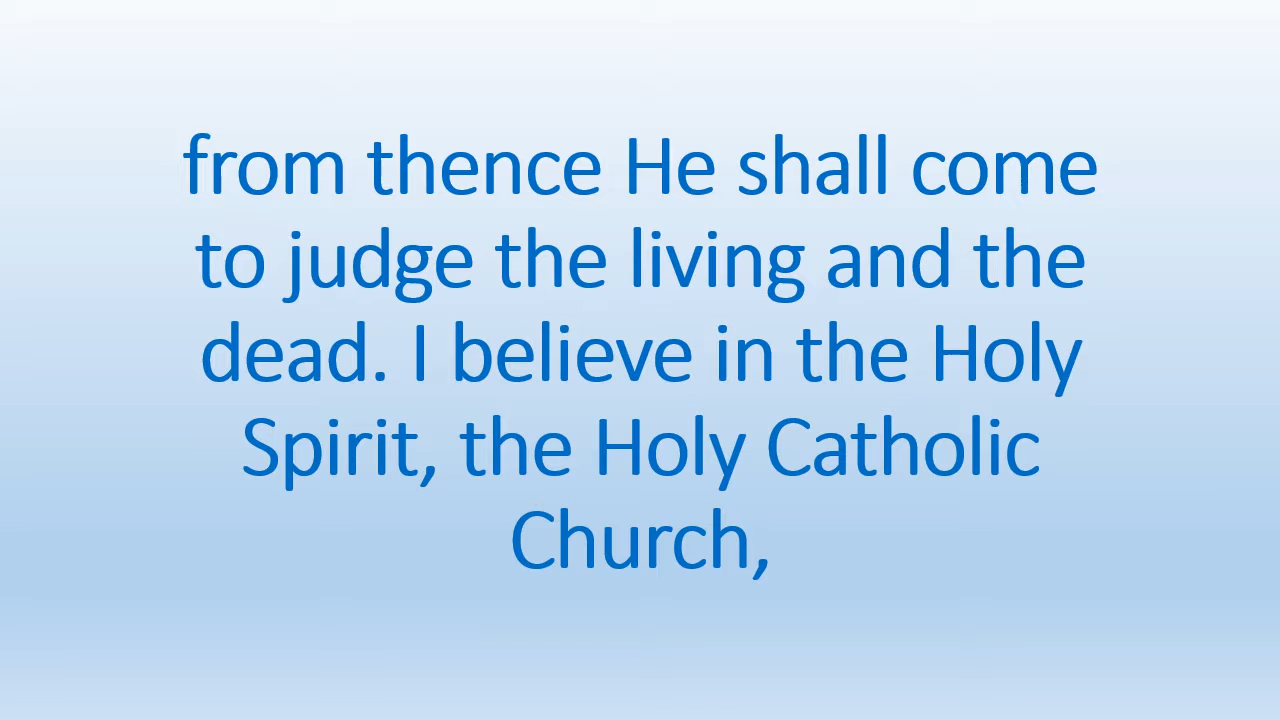 from thence He shall come
to judge the living and the
dead. I believe in the Holy
Spirit, the Holy Catholic
Church,